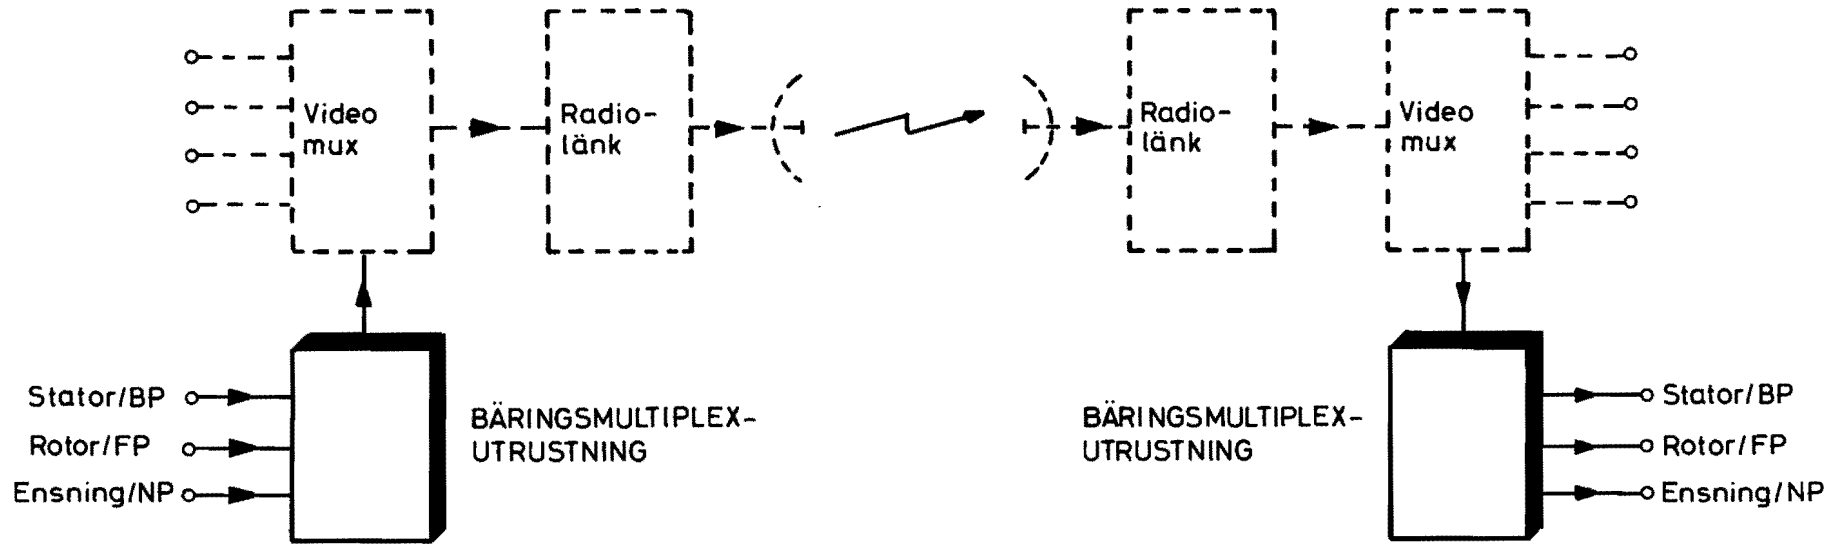 Video
mux
Radio-
länk
Radio-
länk
Video
mux
Stator/BP
Rotor/FP
Ensning/NP
BÄRINGSMULTIPLEX-
UTRUSTNING
BÄRINGSMULTIPLEX-
UTRUSTNING
Stator/BP
Rotor/FP
Ensning/NP